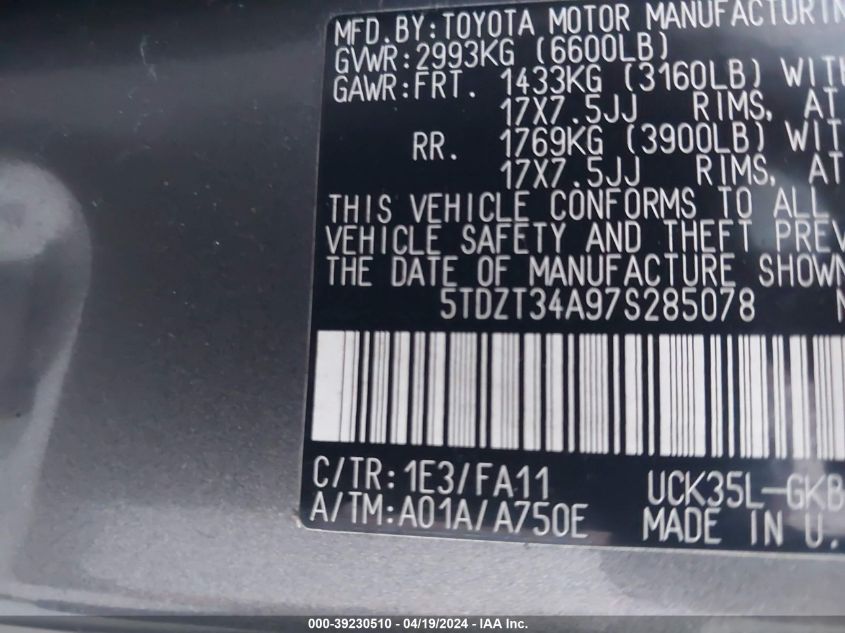 MFD.BY:TOYOTA MOTOR MANUFACTURIN
GVWR:2993KG (6600LB)
GAWR:FRT. 1433KG (3160LB) WITH
17X7.5JJ RIMS, AT
RR. 1769KG (3900LB) WIT
17X7.5JJ RIMS, AT
THIS VEHICLE CONFORMS TO ALL
VEHICLE SAFETY AND THEFT PREV
THE DATE OF MANUFACTURE SHOWN
5TDZT34A97S285078
C/TR:1E3/FA11 UCK35L-GKB
A/TM:A01A/A750E MADE IN U.
000-39230510 - 04/19/2024 - IAA Inc.